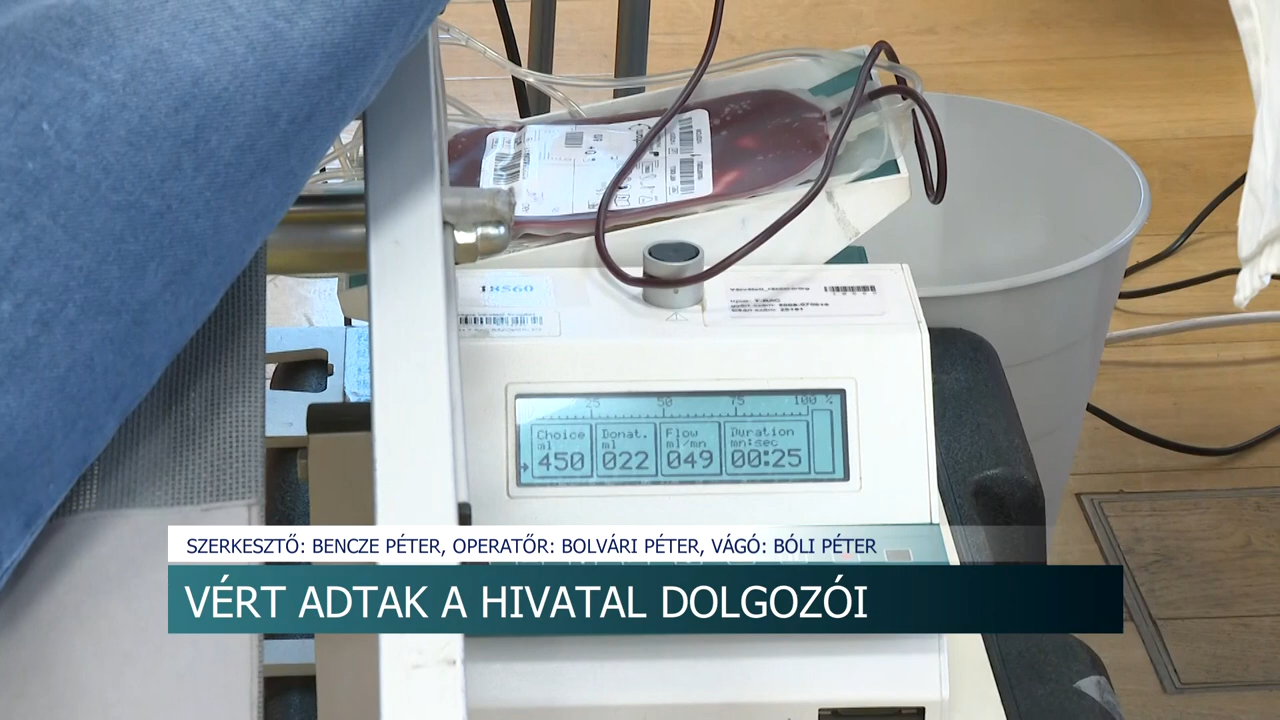 18560
Y-RAC
25 50 75 100 %
Choice Donat. Flow Duration
ml ml ml/mn mn:sec
450 022 049 00:25
SZERKESZTŐ: BENCZE PÉTER, OPERATŐR: BOLVÁRI PÉTER, VÁGÓ: BÓLI PÉTER
VÉRT ADTAK A HIVATAL DOLGOZÓI